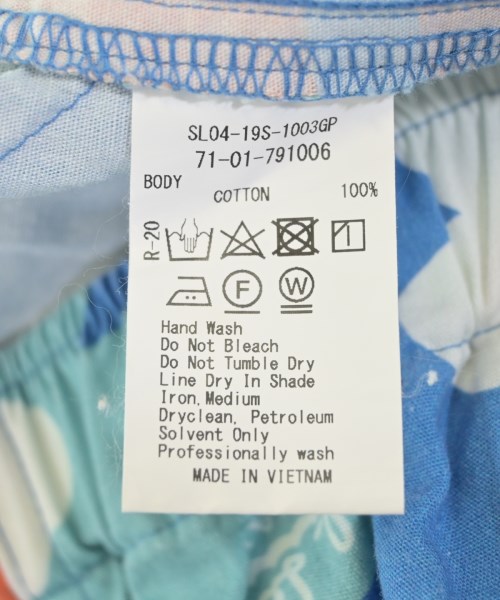 SL04-19S-1003GP
71-01-791006
BODY
COTTON 100%
R-20
F W
Hand Wash
Do Not Bleach
Do Not Tumble Dry
Line Dry In Shade
Iron,Medium
Dryclean, Petroleum
Solvent Only
Professionally wash
MADE IN VIETNAM